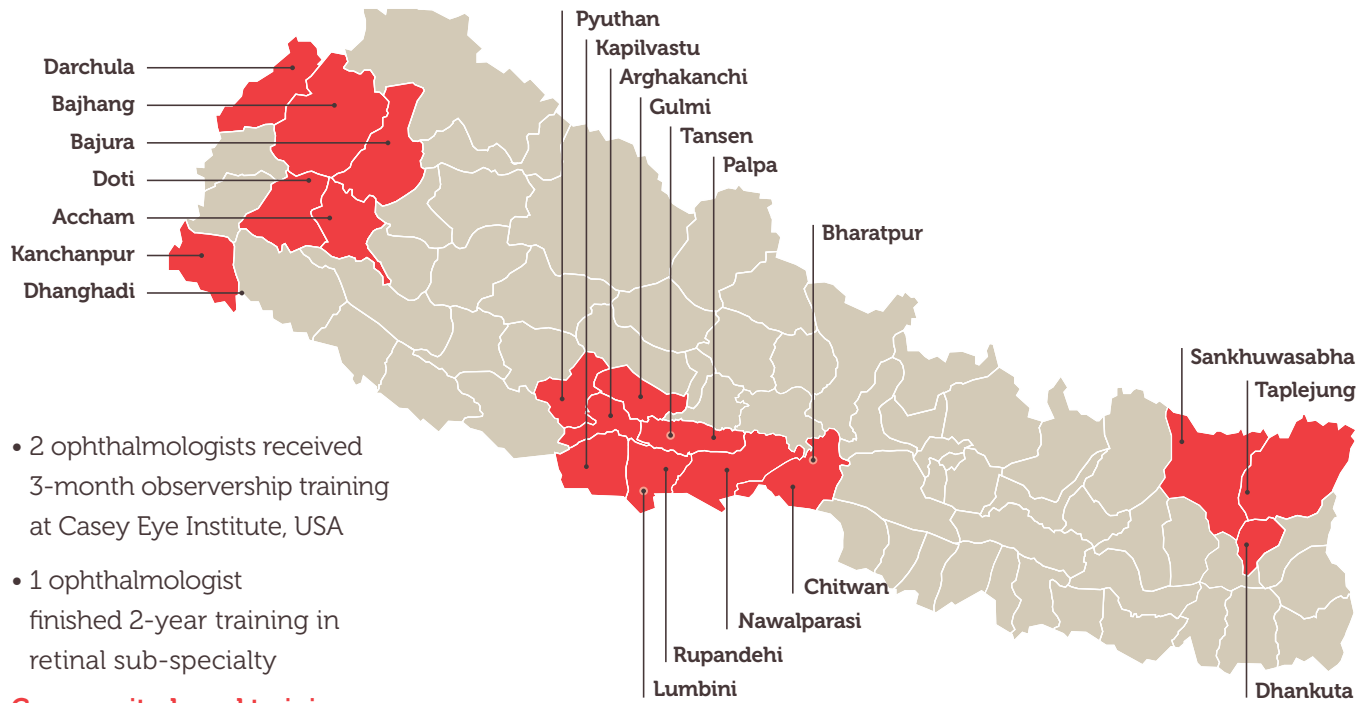 Pyuthan
Kapilvastu
Arghakanchi
Gulmi
Tansen
Palpa
Bharatpur
Darchula
Bajhang
Bajura
Doti
Accham
Kanchanpur
Dhanghadi
Sankhuwasabha
Taplejung
• 2 ophthalmologists received
3-month observership training
at Casey Eye Institute, USA
• 1 ophthalmologist
finished 2-year training in
retinal sub-specialty
Chitwan
Nawalparasi
Rupandehi
Lumbini
Dhankuta